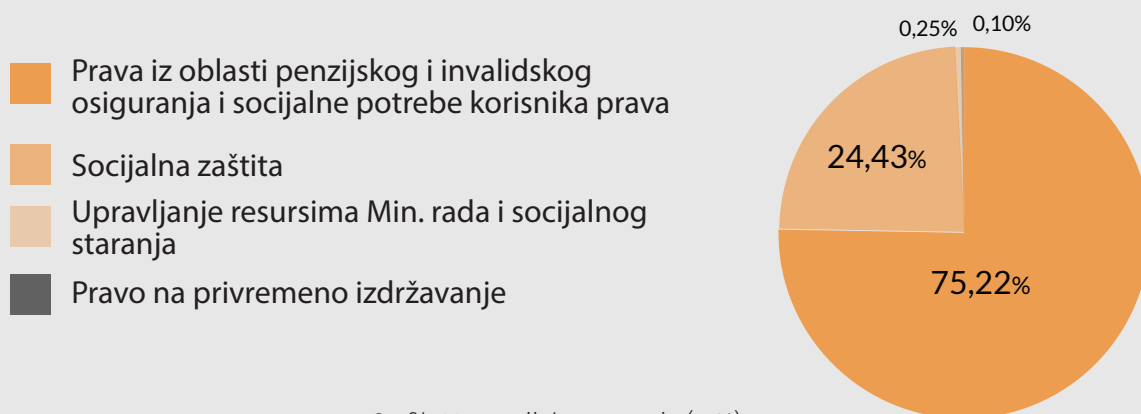 0,25% 0,10%
Prava iz oblasti penzijskog i invalidskog
osiguranja i socijalne potrebe korisnika prava
Socijalna zaštita
Upravljanje resursima Min. rada i socijalnog
staranja
Pravo na privremeno izdržavanje
24,43%
75,22%